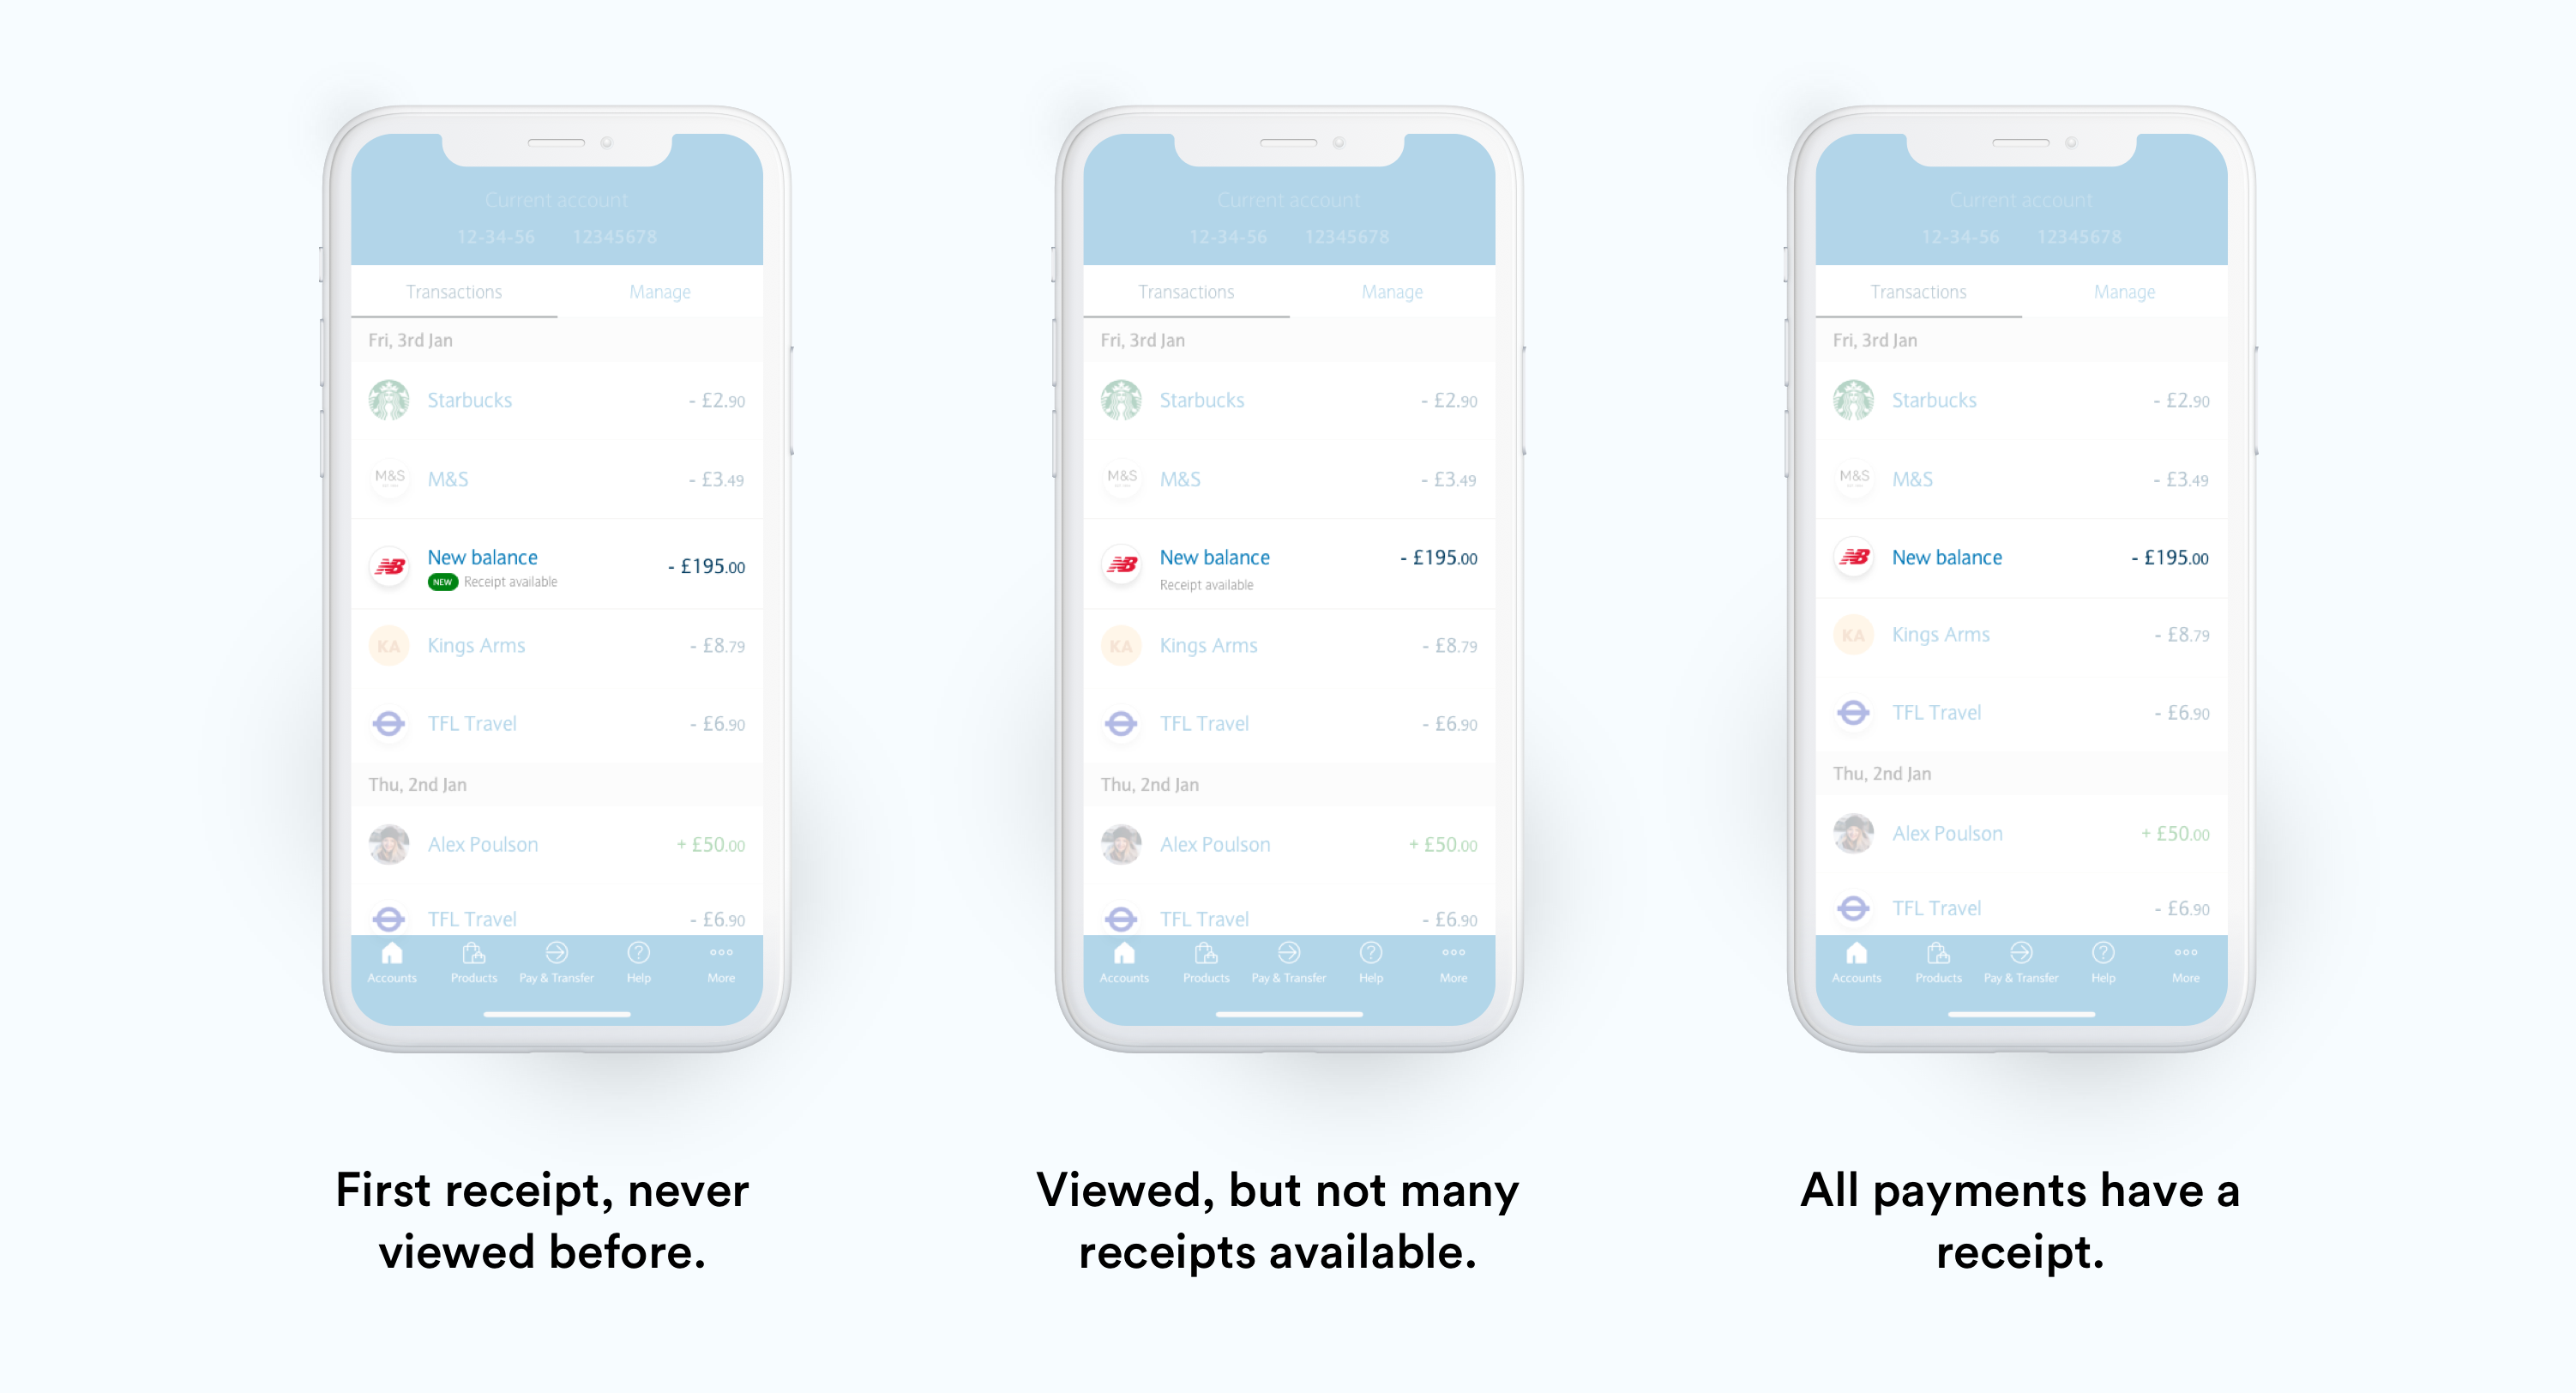 Current account
12-34-56 12345678
Transactions Manage
Fri, 3rd Jan
Starbucks - £2.90
M&S M&S - £3.49
New balance
- £195.00
NEW Receipt available
KA Kings Arms - £8.79
TFL Travel - £6.90
Thu, 2nd Jan
Alex Poulson + £50.00
TFL Travel - £6.90
Accounts Products Pay & Transfer Help More
First receipt, never
viewed before.
Current account
12-34-56 12345678
Transactions Manage
Fri, 3rd Jan
Starbucks - £2.90
M&S M&S - £3.49
New balance - £195.00
Receipt available
KA Kings Arms - £8.79
TFL Travel - £6.90
Thu, 2nd Jan
Alex Poulson + £50.00
TFL Travel - £6.90
Accounts Products Pay & Transfer Help More
Viewed, but not many
receipts available.
Current account
12-34-56 12345678
Transactions Manage
Fri, 3rd Jan
Starbucks - £2.90
M&S M&S - £3.49
New balance - £195.00
KA Kings Arms - £8.79
TFL Travel - £6.90
Thu, 2nd Jan
Alex Poulson + £50.00
TFL Travel - £6.90
Accounts Products Pay & Transfer Help More
All payments have a
receipt.